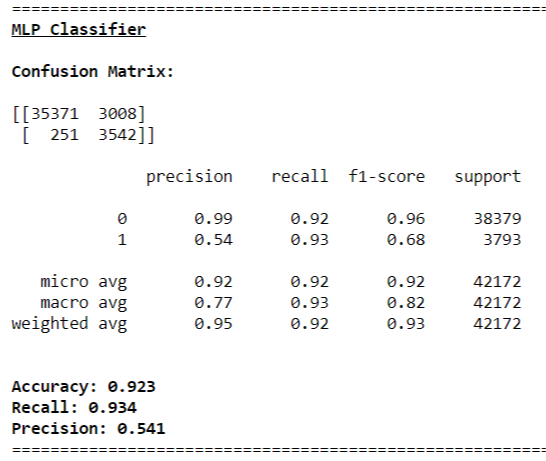 =======================================================
MLP Classifier
Confusion Matrix:
[[35371  3008]
 [  251  3542]]
              precision    recall  f1-score   support
           0       0.99      0.92      0.96     38379
           1       0.54      0.93      0.68      3793
   micro avg       0.92      0.92      0.92     42172
   macro avg       0.77      0.93      0.82     42172
weighted avg       0.95      0.92      0.93     42172
Accuracy: 0.923
Recall: 0.934
Precision: 0.541
=======================================================